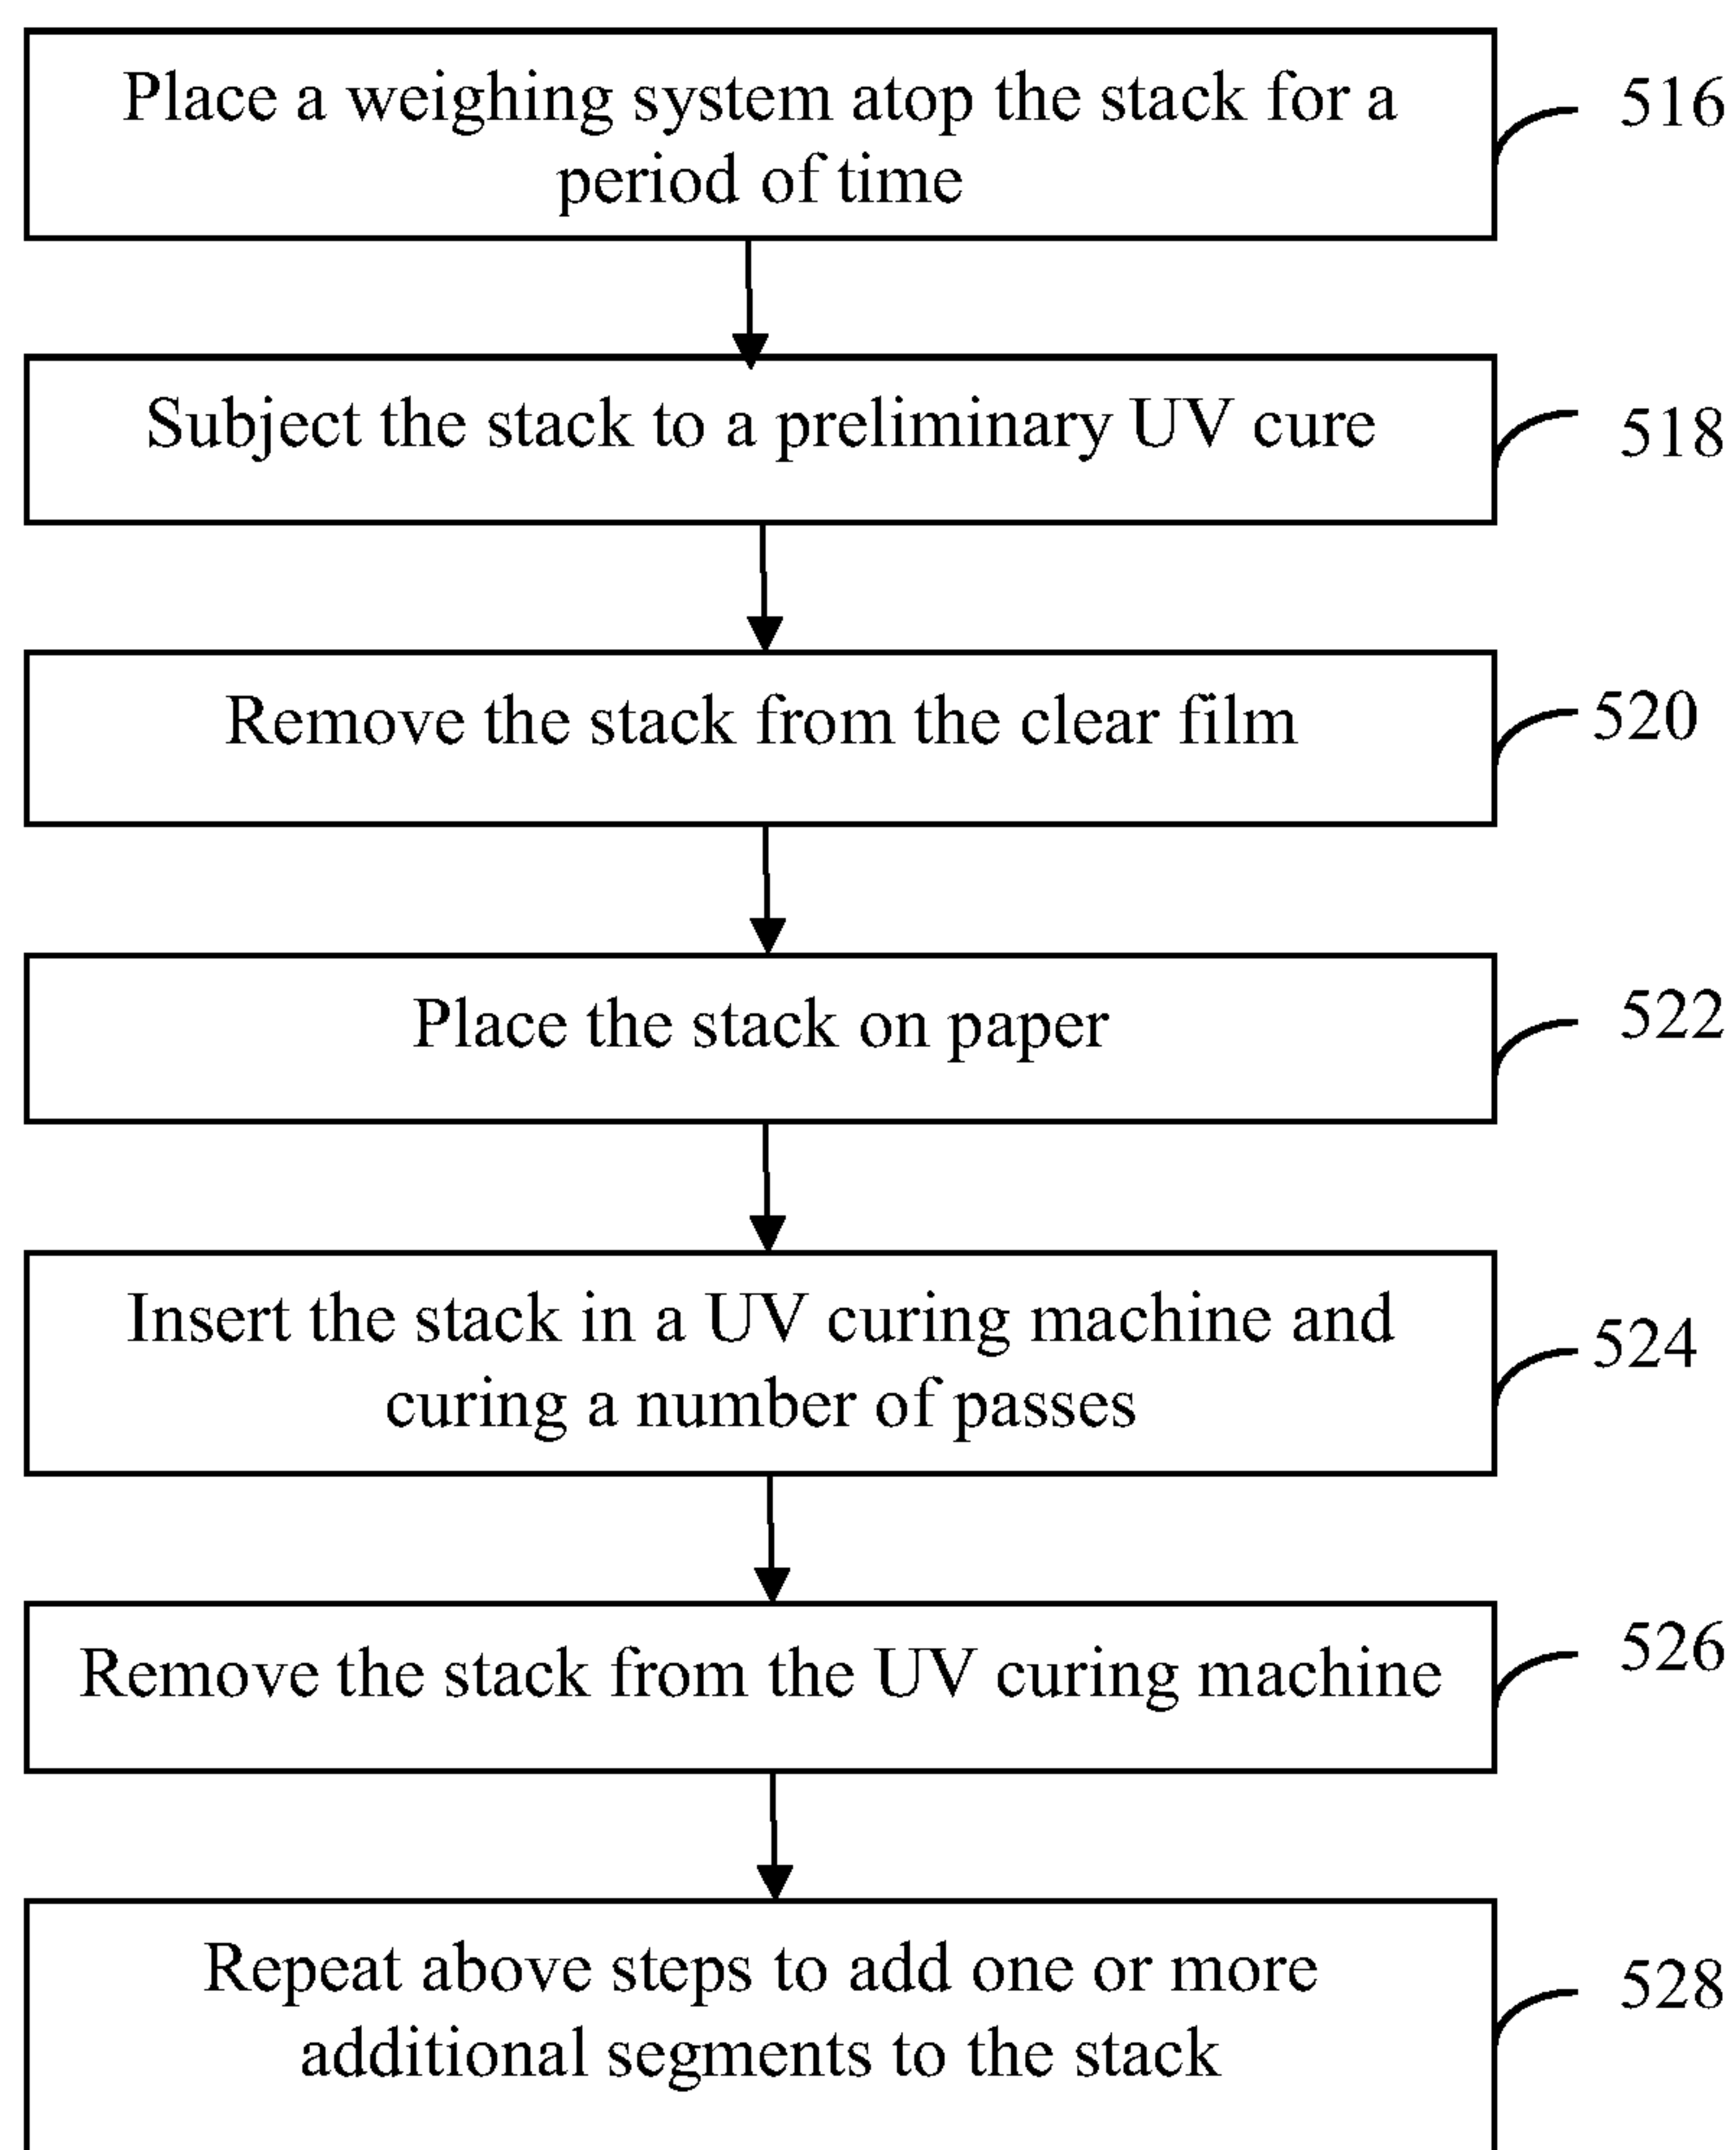 Place a weighing system atop the stack for a
period of time
516
Subject the stack to a preliminary UV cure
518
Remove the stack from the clear film
520
Place the stack on paper
522
Insert the stack in a UV curing machine and
curing a number of passes
524
Remove the stack from the UV curing machine
526
Repeat above steps to add one or more
additional segments to the stack
528